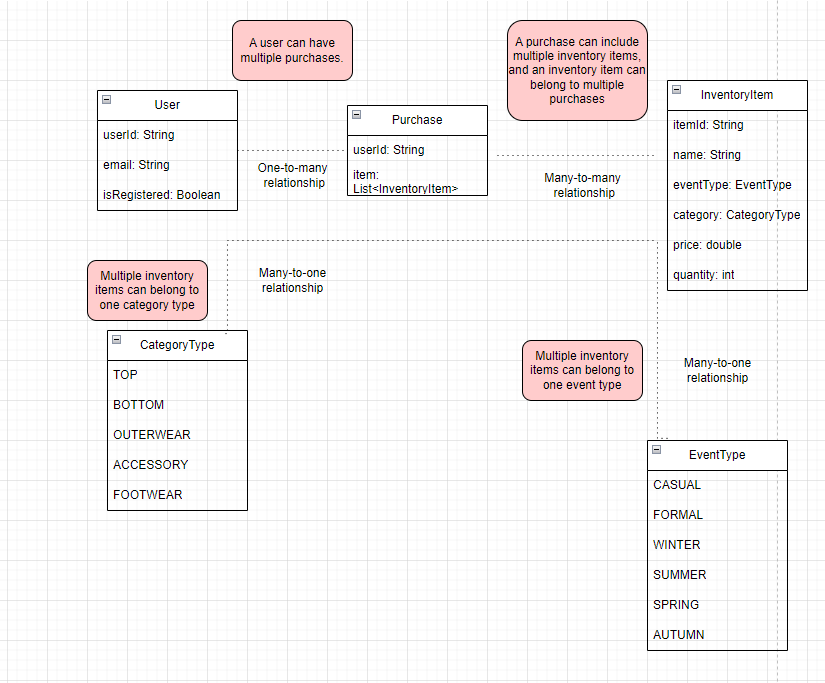 A user can have
multiple purchases.
A purchase can include
multiple inventory items,
and an inventory item can
belong to multiple
purchases
User
userId: String
email: String
isRegistered: Boolean
One-to-many
relationship
Purchase
userId: String
item:
List<InventoryItem>
Many-to-many
relationship
InventoryItem
itemId: String
name: String
eventType: EventType
category: CategoryType
price: double
quantity: int
Multiple inventory
items can belong to
one category type
Many-to-one
relationship
CategoryType
TOP
BOTTOM
OUTERWEAR
ACCESSORY
FOOTWEAR
Multiple inventory
items can belong to
one event type
Many-to-one
relationship
EventType
CASUAL
FORMAL
WINTER
SUMMER
SPRING
AUTUMN